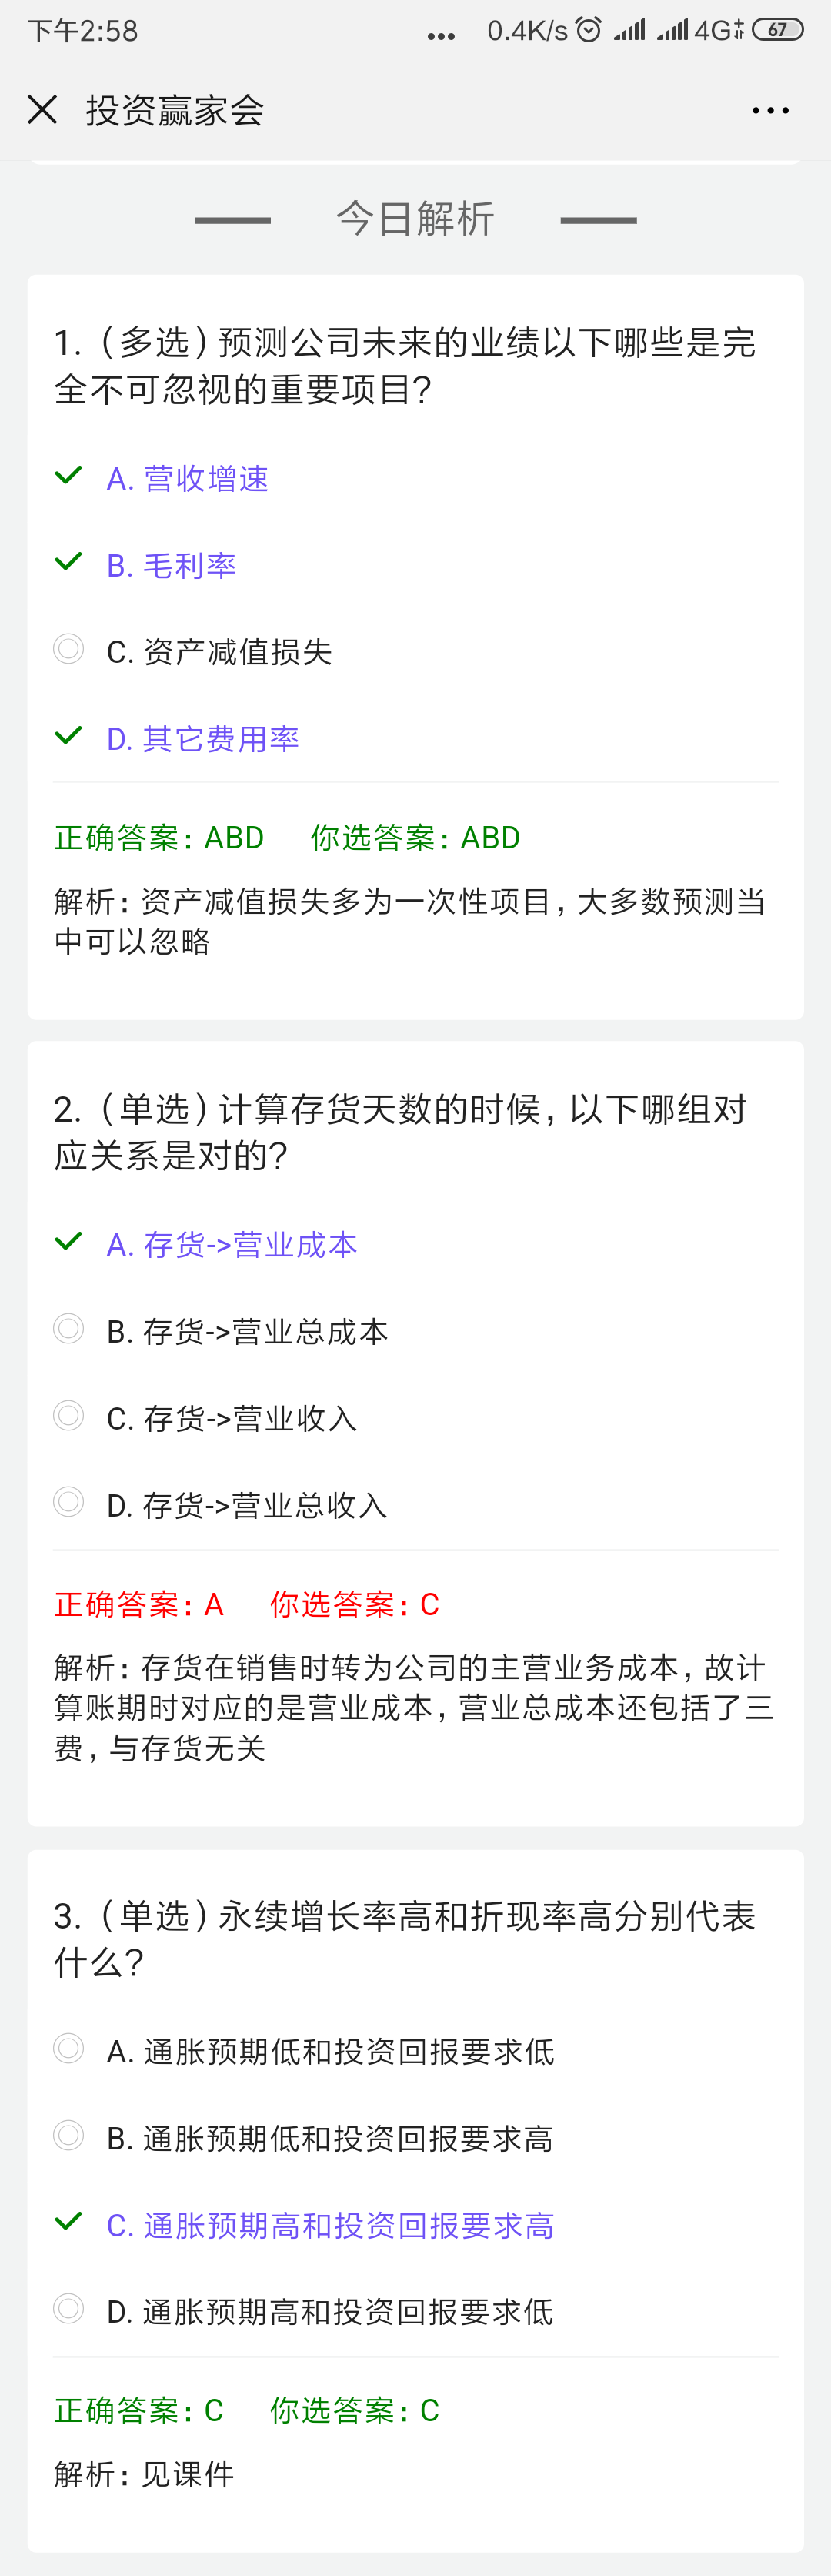 下午2:58
... 0.4K/s 4G 67
投资赢家会
今日解析
1.（多选）预测公司未来的业绩以下哪些是完
全不可忽视的重要项目?
A. 营收增速
B. 毛利率
C. 资产减值损失
D. 其它费用率
正确答案: ABD 你选答案: ABD
解析: 资产减值损失多为一次性项目, 大多数预测当
中可以忽略
2.（单选）计算存货天数的时候, 以下哪组对
应关系是对的?
A. 存货->营业成本
B. 存货->营业总成本
C. 存货->营业收入
D. 存货->营业总收入
正确答案: A 你选答案: C
解析: 存货在销售时转为公司的主营业务成本, 故计
算账期时对应的是营业成本, 营业总成本还包括了三
费, 与存货无关
3.（单选）永续增长率高和折现率高分别代表
什么?
A. 通胀预期低和投资回报要求低
B. 通胀预期低和投资回报要求高
C. 通胀预期高和投资回报要求高
D. 通胀预期高和投资回报要求低
正确答案: C 你选答案: C
解析: 见课件